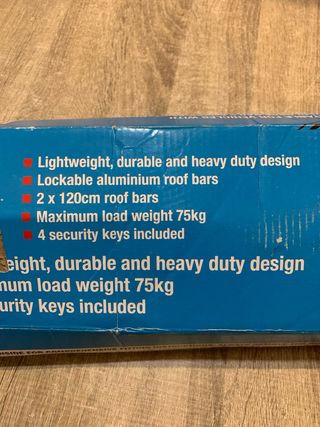 Lightweight, durable and heavy duty design
Lockable aluminium roof bars
2 x 120cm roof bars
Maximum load weight 75kg
4 security keys included
eight, durable and heavy duty design
mum load weight 75kg
urity keys included